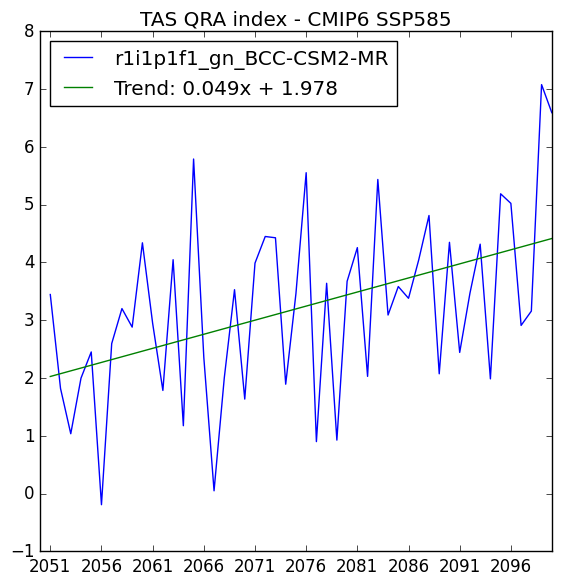 TAS QRA index - CMIP6 SSP585
r1i1p1f1_gn_BCC-CSM2-MR
Trend: 0.049x + 1.978
8
7
6
5
4
3
2
1
0
−1
2051 2056 2061 2066 2071 2076 2081 2086 2091 2096